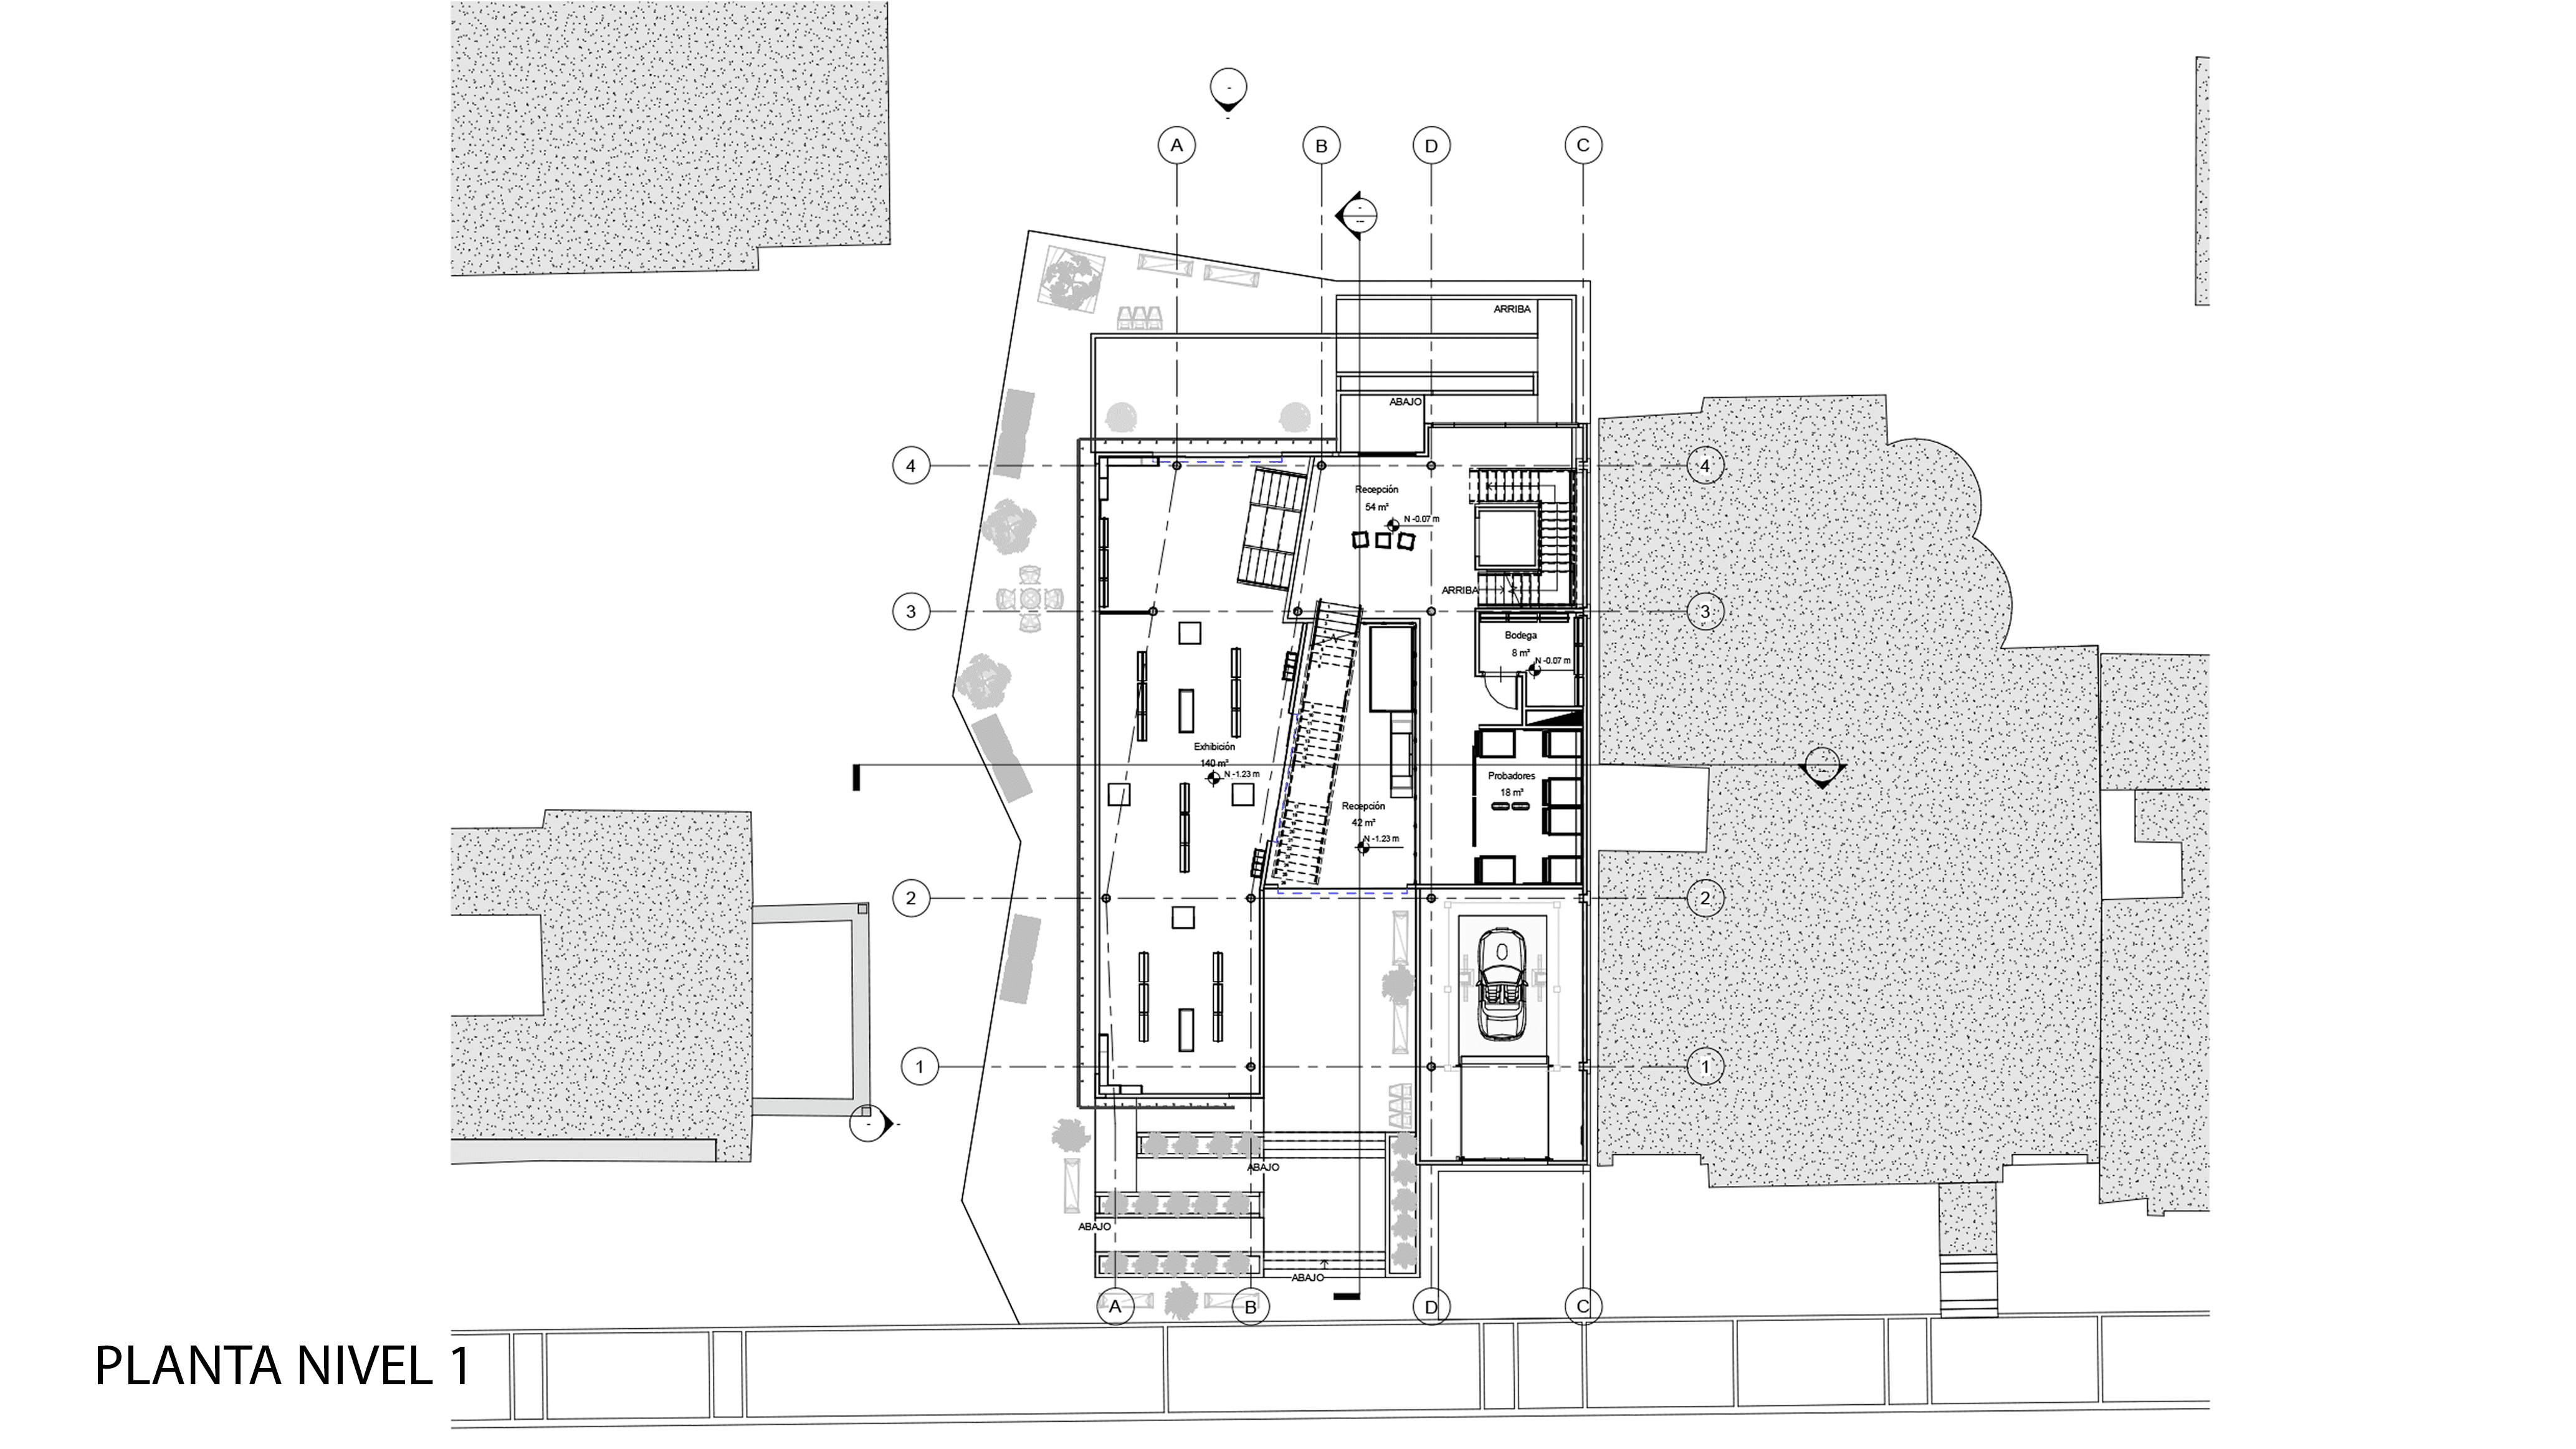 A
B
D
C
ARRIBA
ABAJO
4
4
Recepción
54 m²
N -0.07 m
ARRIBA
3
3
Bodega
8 m²
N -0.07 m
Exhibición
140 m²
N -1.23 m
Probadores
18 m²
Recepción
42 m²
N -1.23 m
2
2
1
1
ABAJO
ABAJO
ABAJO
A
B
D
C
PLANTA NIVEL 1